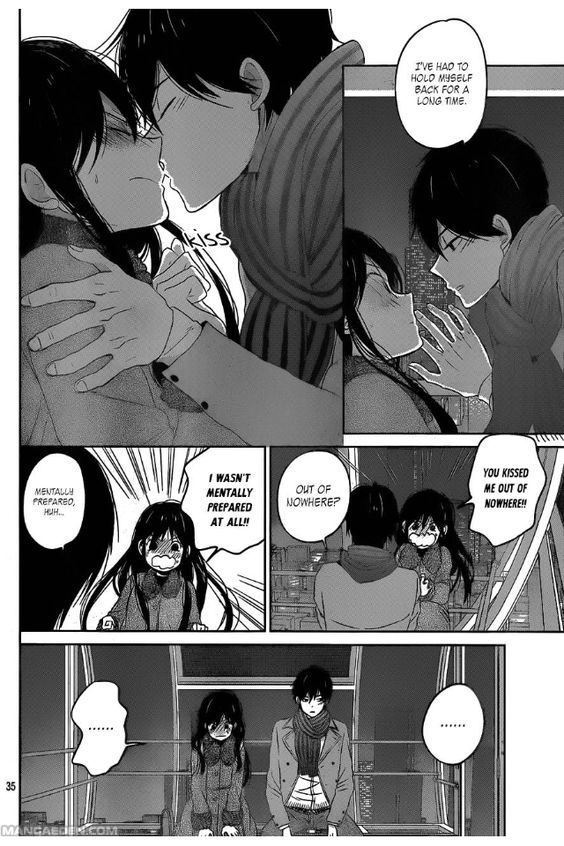 I'VE HAD TO
HOLD MYSELF
BACK FOR A
LONG TIME.
kiss
YOU KISSED
ME OUT OF
NOWHERE!!
OUT OF
NOWHERE?
I WASN'T
MENTALLY
PREPARED
AT ALL!!
MENTALLY
PREPARED,
HUH...
......
......
35
MANGAEDEN.COM